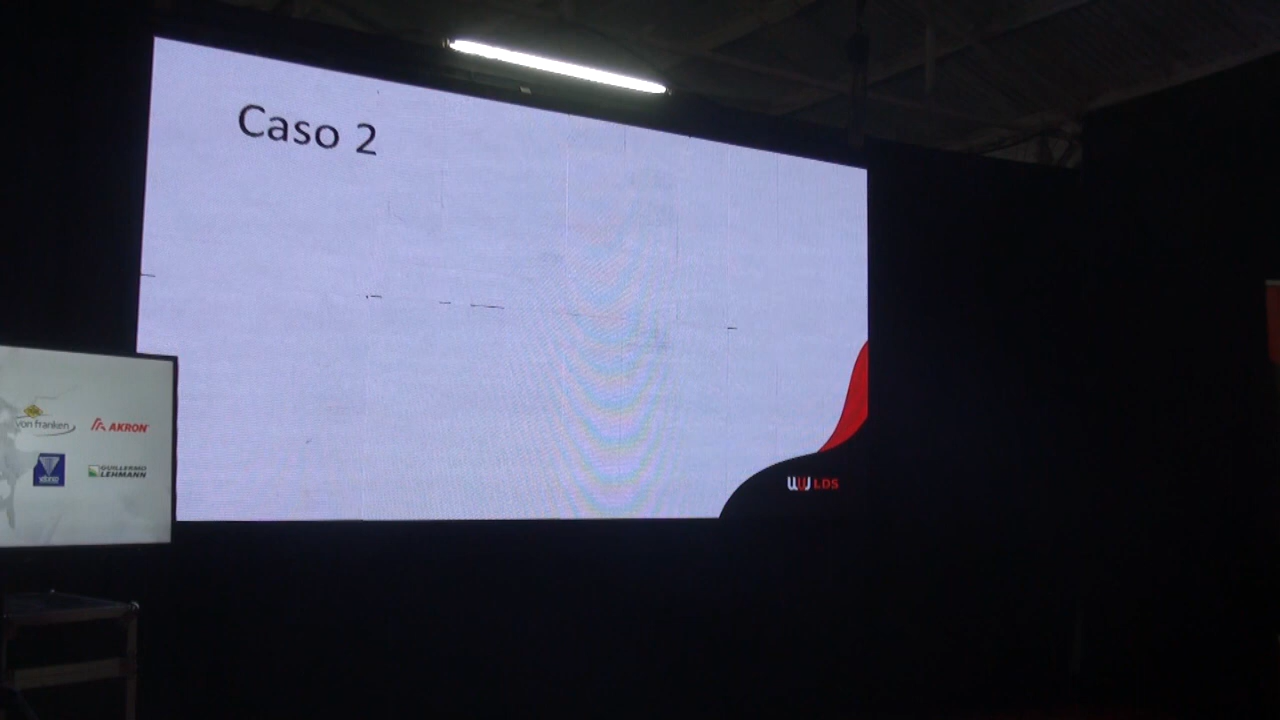 Caso 2
LDS
von franken
AKRON
GUILLERMO
LEHMANN